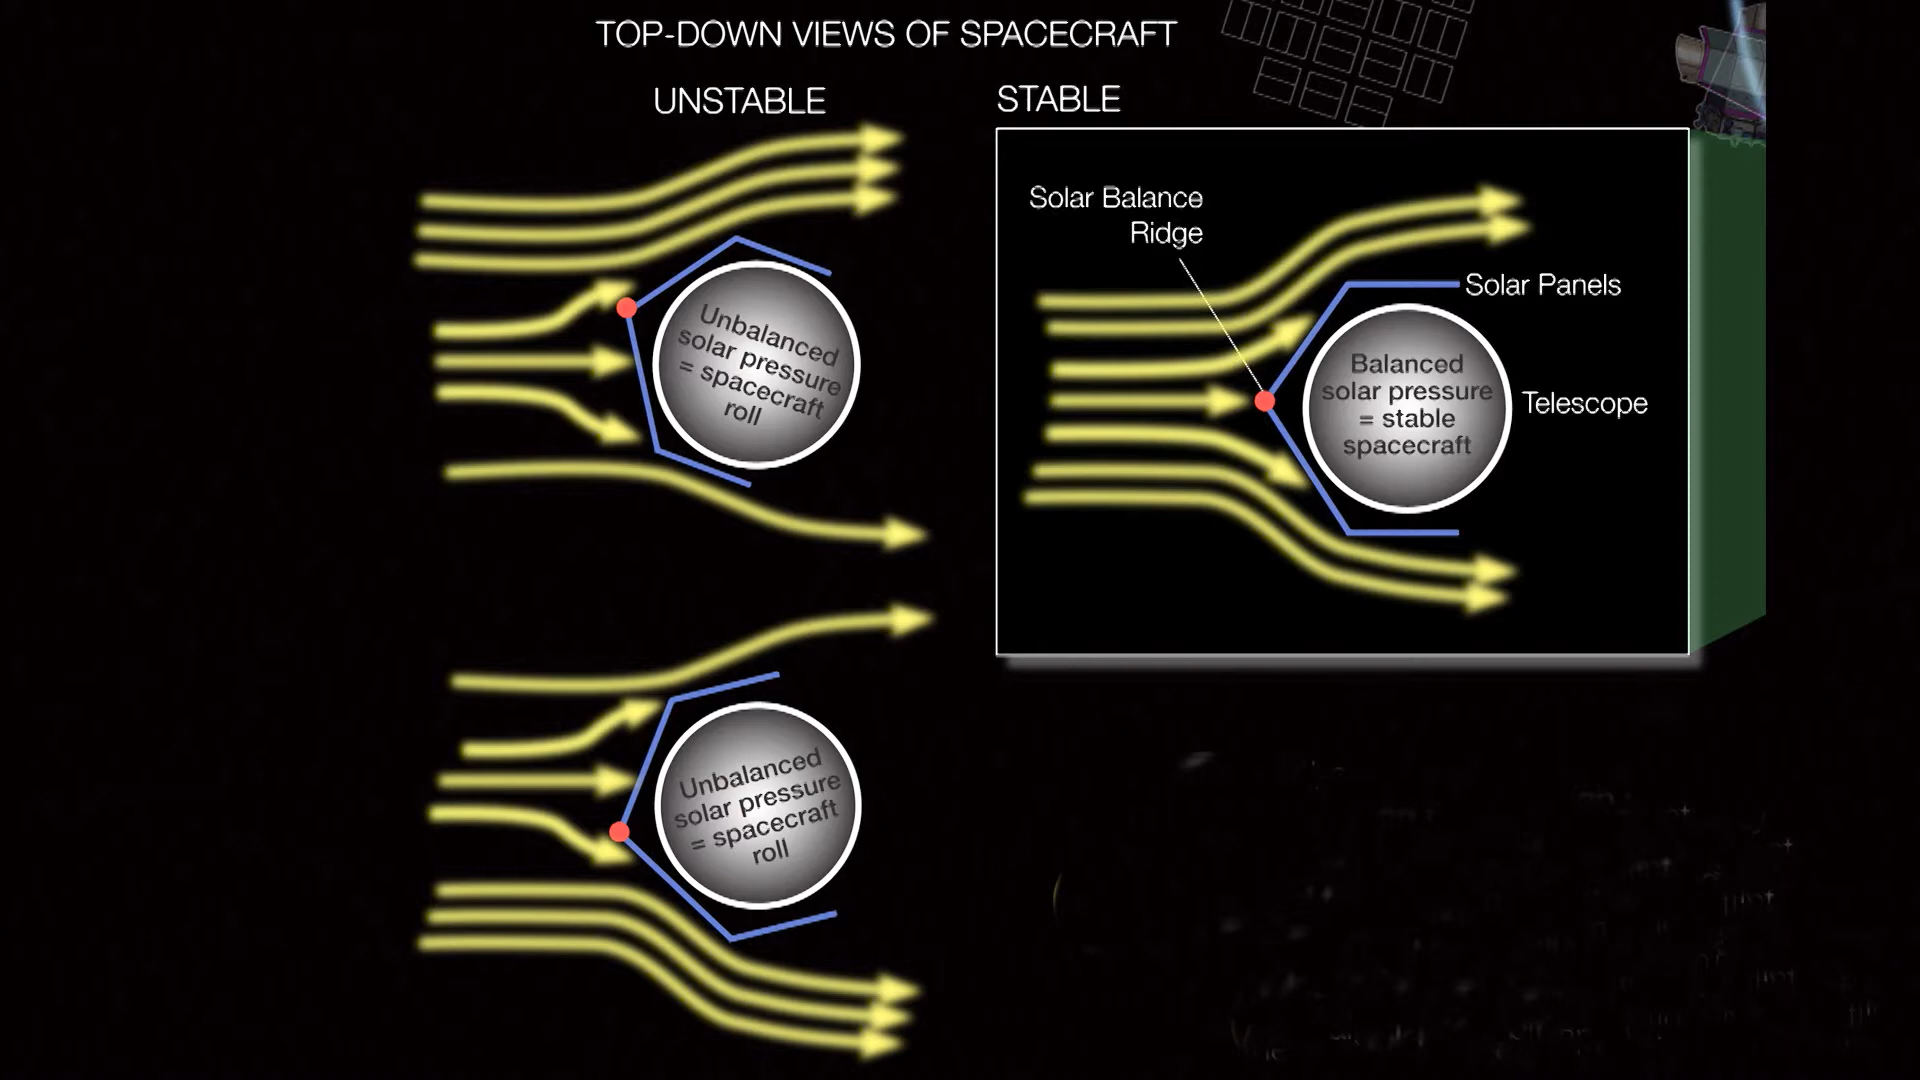 TOP-DOWN VIEWS OF SPACECRAFT
UNSTABLE
STABLE
Unbalanced
solar pressure
= spacecraft
roll
Solar Balance
Ridge
Solar Panels
Balanced
solar pressure
= stable
spacecraft
Telescope
Unbalanced
solar pressure
= spacecraft
roll